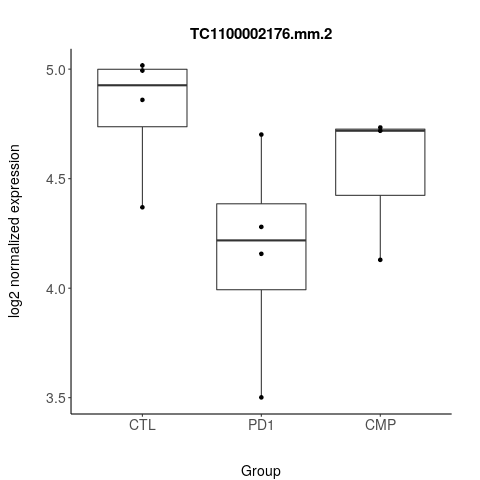 TC1100002176.mm.2
log2 normalized expression
5.0
4.5
4.0
3.5
CTL PD1 CMP
Group